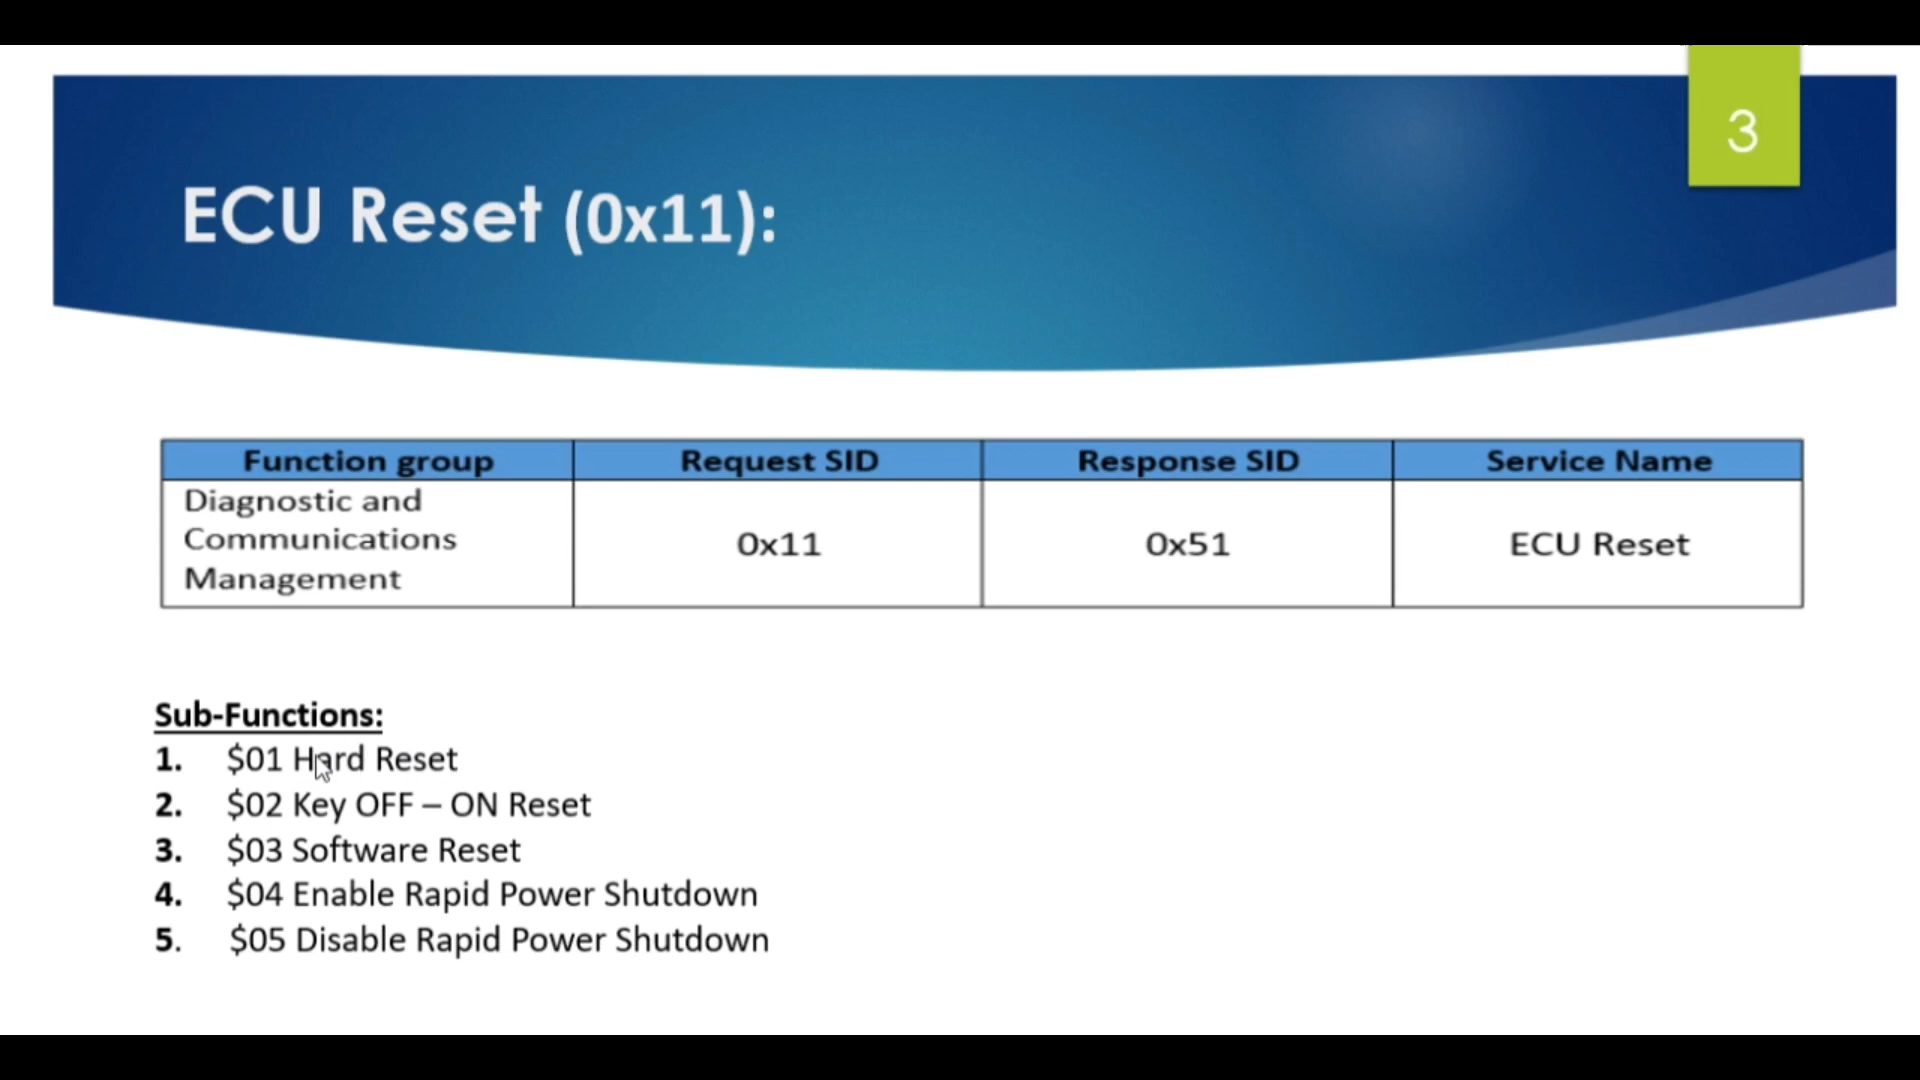 3
ECU Reset (0x11):
Function group Request SID Response SID Service Name
Diagnostic and
Communications
Management
0x11 0x51 ECU Reset
Sub-Functions:
1. $01 Hard Reset
2. $02 Key OFF – ON Reset
3. $03 Software Reset
4. $04 Enable Rapid Power Shutdown
5. $05 Disable Rapid Power Shutdown